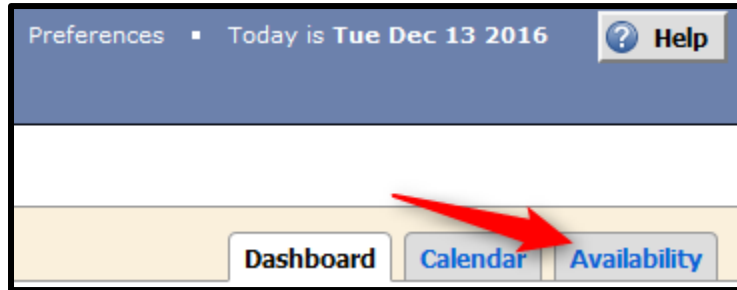 Preferences ▪ Today is Tue Dec 13 2016 Help
Dashboard Calendar Availability